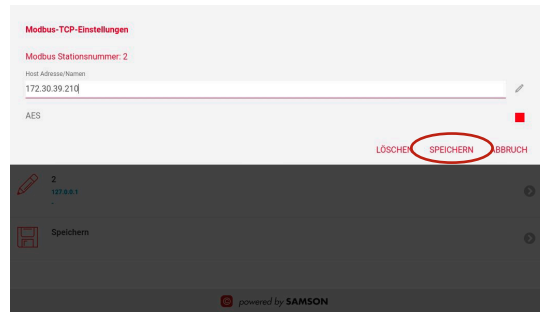 Modbus-TCP-Einstellungen
Modbus Stationsnummer: 2
Host Adresse/Namen
172.30.39.210
AES
LÖSCHEN SPEICHERN ABBRUCH
2
127.0.0.1
-
Speichern
powered by SAMSON